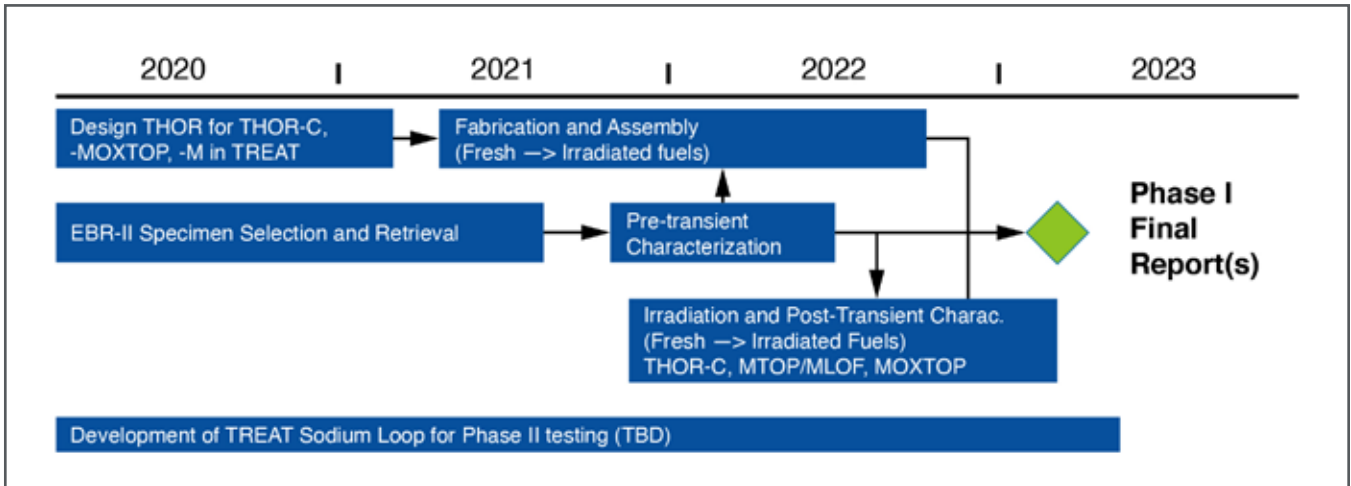 2020 2021 2022 2023
Design THOR for THOR-C,
-MOXTOP, -M in TREAT
Fabrication and Assembly
(Fresh —> Irradiated fuels)
EBR-II Specimen Selection and Retrieval
Pre-transient
Characterization
Phase I
Final
Report(s)
Irradiation and Post-Transient Charac.
(Fresh —> Irradiated Fuels)
THOR-C, MTOP/MLOF, MOXTOP
Development of TREAT Sodium Loop for Phase II testing (TBD)